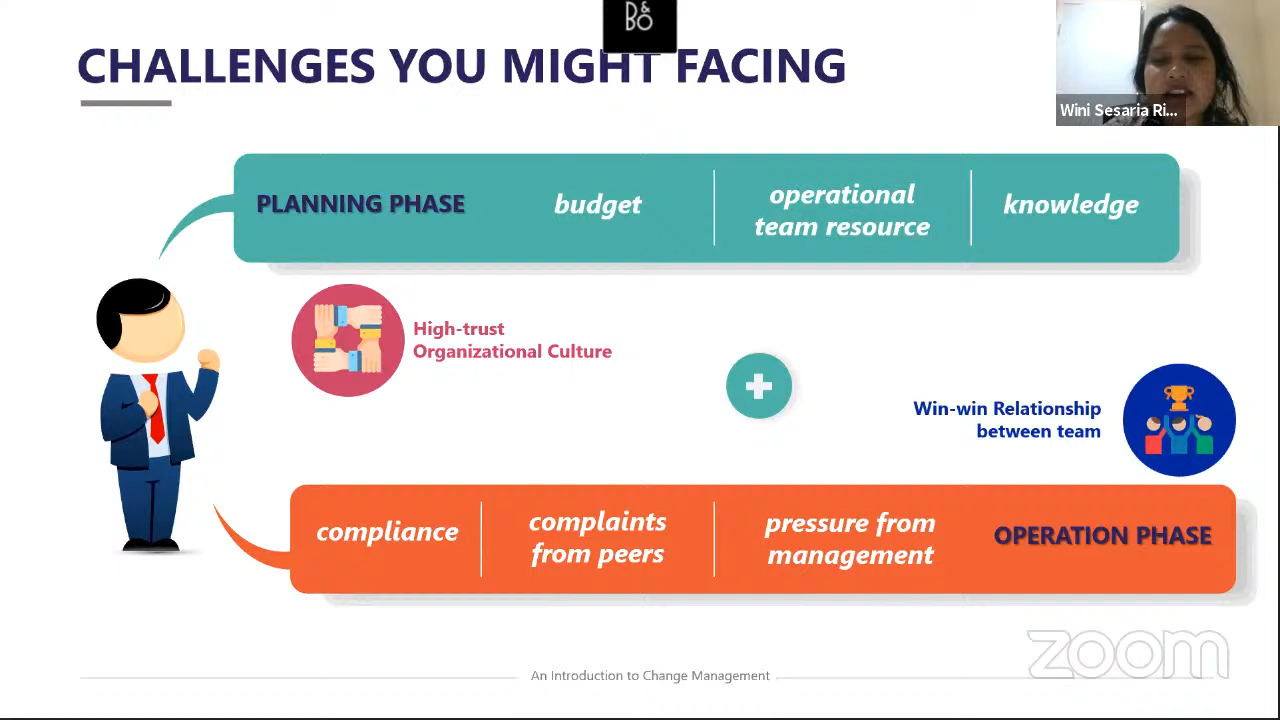 D&
BO
CHALLENGES YOU MIGHT FACING
Wini Sesaria Ri...
PLANNING PHASE
budget
operational
team resource
knowledge
High-trust
Organizational Culture
Win-win Relationship
between team
compliance
complaints
from peers
pressure from
management
OPERATION PHASE
zoom
An Introduction to Change Management